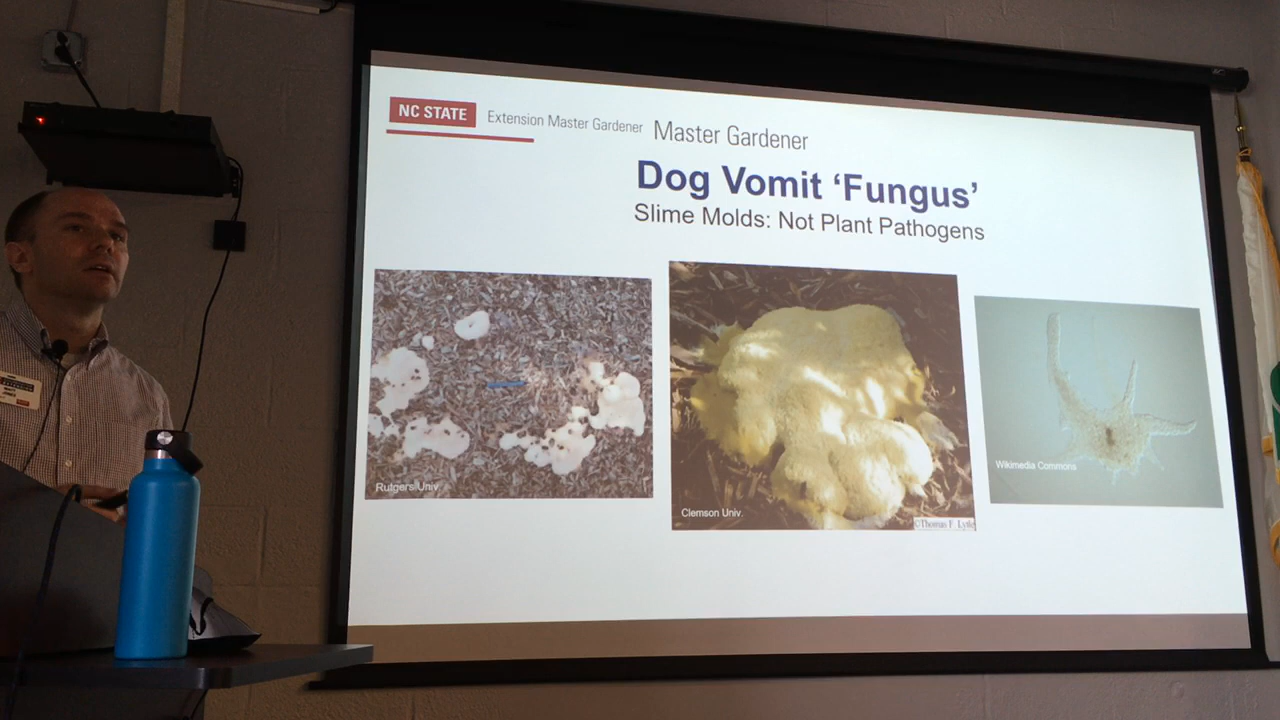 NC STATE Extension Master Gardener Master Gardener
Dog Vomit ‘Fungus’
Slime Molds: Not Plant Pathogens
Rutgers Univ.
Clemson Univ.
©Thomas F. Lytle
Wikimedia Commons